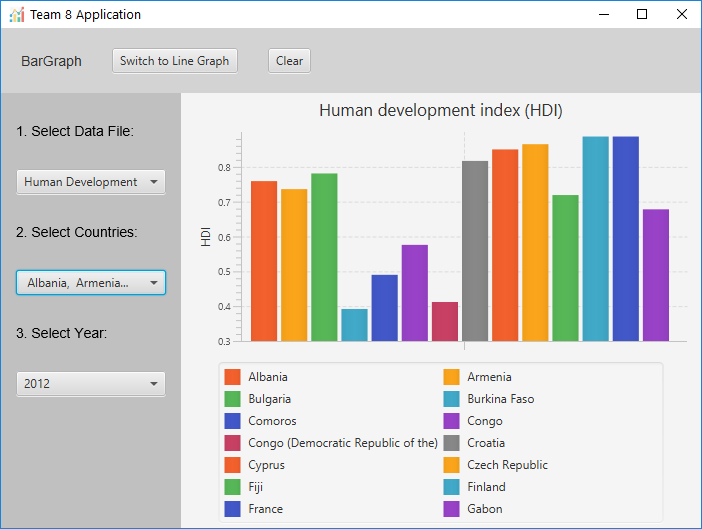 Team 8 Application
BarGraph
Switch to Line Graph
Clear
1. Select Data File:
Human Development
2. Select Countries:
Albania, Armenia...
3. Select Year:
2012
Human development index (HDI)
HDI
0.8
0.7
0.6
0.5
0.4
0.3
Albania
Armenia
Bulgaria
Burkina Faso
Comoros
Congo
Congo (Democratic Republic of the)
Croatia
Cyprus
Czech Republic
Fiji
Finland
France
Gabon